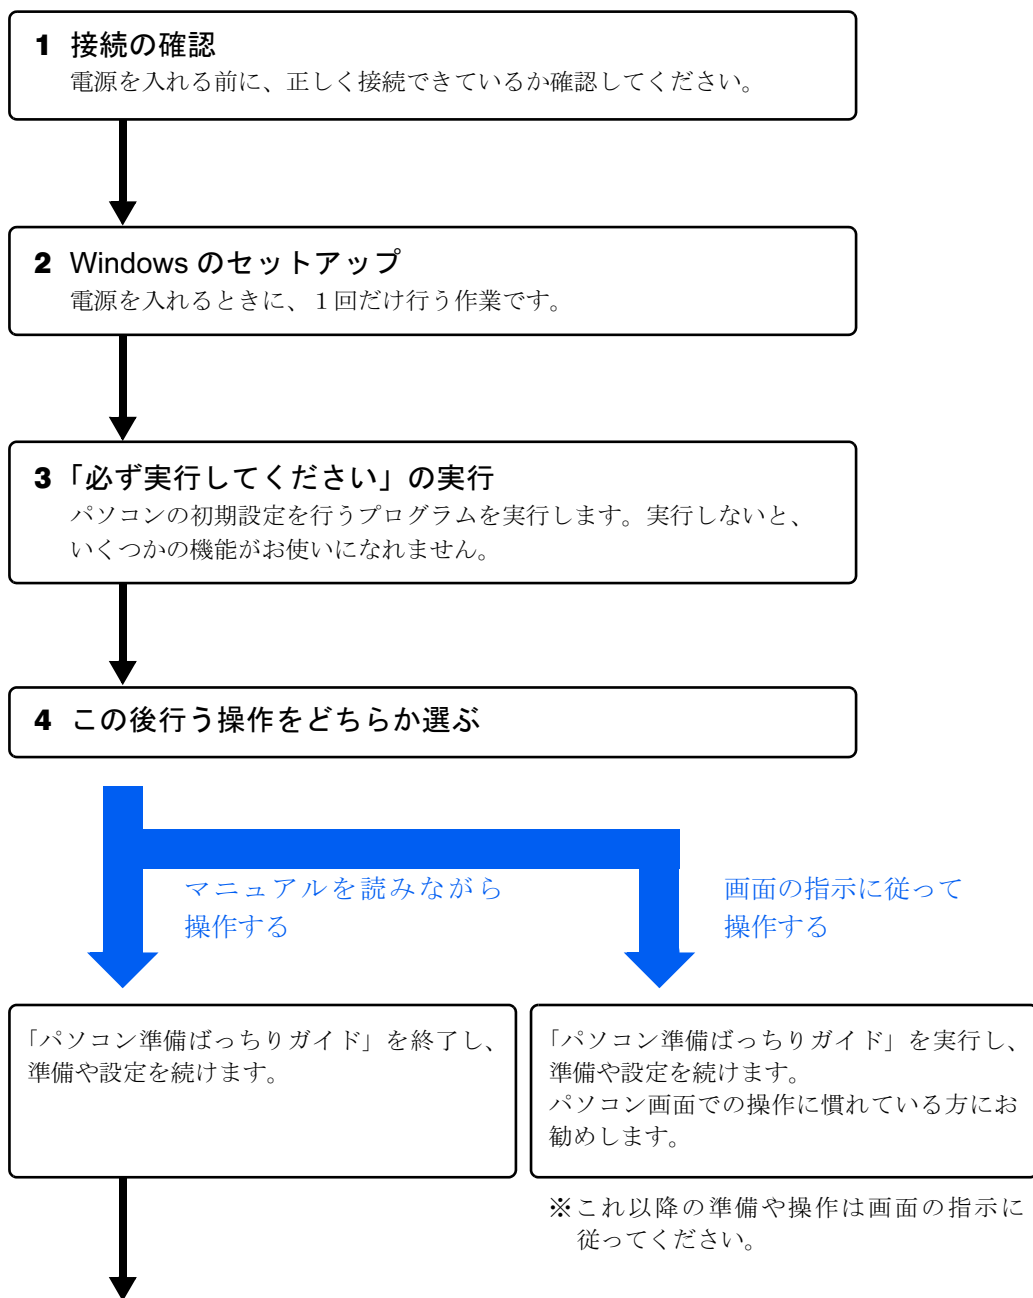 1 接続の確認
電源を入れる前に、正しく接続できているか確認してください。
2 Windows のセットアップ
電源を入れるときに、１回だけ行う作業です。
3 「必ず実行してください」の実行
パソコンの初期設定を行うプログラムを実行します。実行しないと、
いくつかの機能がお使いになれません。
4 この後行う操作をどちらか選ぶ
マニュアルを読みながら
操作する
画面の指示に従って
操作する
「パソコン準備ばっちりガイド」を終了し、
準備や設定を続けます。
「パソコン準備ばっちりガイド」を実行し、
準備や設定を続けます。
パソコン画面での操作に慣れている方にお
勧めします。
※これ以降の準備や操作は画面の指示に
従ってください。